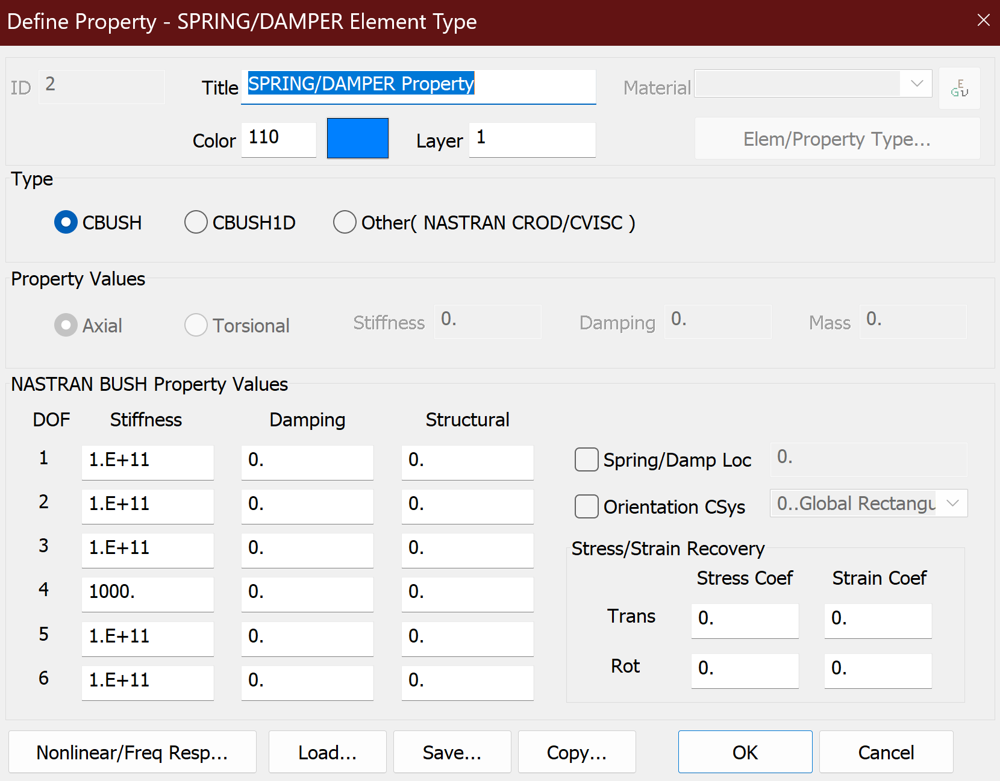 Define Property - SPRING/DAMPER Element Type
ID 2 Title SPRING/DAMPER Property Material E G ν
Color 110 Layer 1 Elem/Property Type...
Type
CBUSH CBUSH1D Other( NASTRAN CROD/CVISC )
Property Values
Axial Torsional Stiffness 0. Damping 0. Mass 0.
NASTRAN BUSH Property Values
DOF Stiffness Damping Structural
1 1.E+11 0. 0. Spring/Damp Loc 0.
2 1.E+11 0. 0. Orientation CSys 0..Global Rectangu
3 1.E+11 0. 0. Stress/Strain Recovery
Stress Coef Strain Coef
4 1000. 0. 0. Trans 0. 0.
5 1.E+11 0. 0.
6 1.E+11 0. 0. Rot 0. 0.
Nonlinear/Freq Resp... Load... Save... Copy... OK Cancel